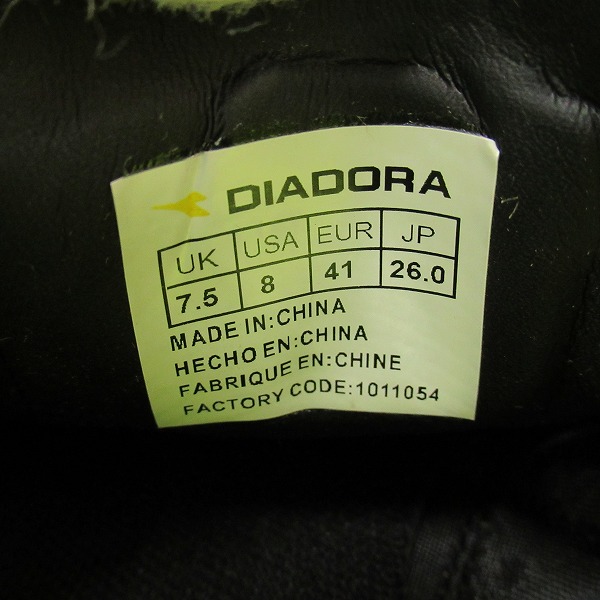 DIADORA
UK USA EUR JP
7.5 8 41 26.0
MADE IN:CHINA
HECHO EN:CHINA
FABRIQUE EN:CHINE
FACTORY CODE:1011054